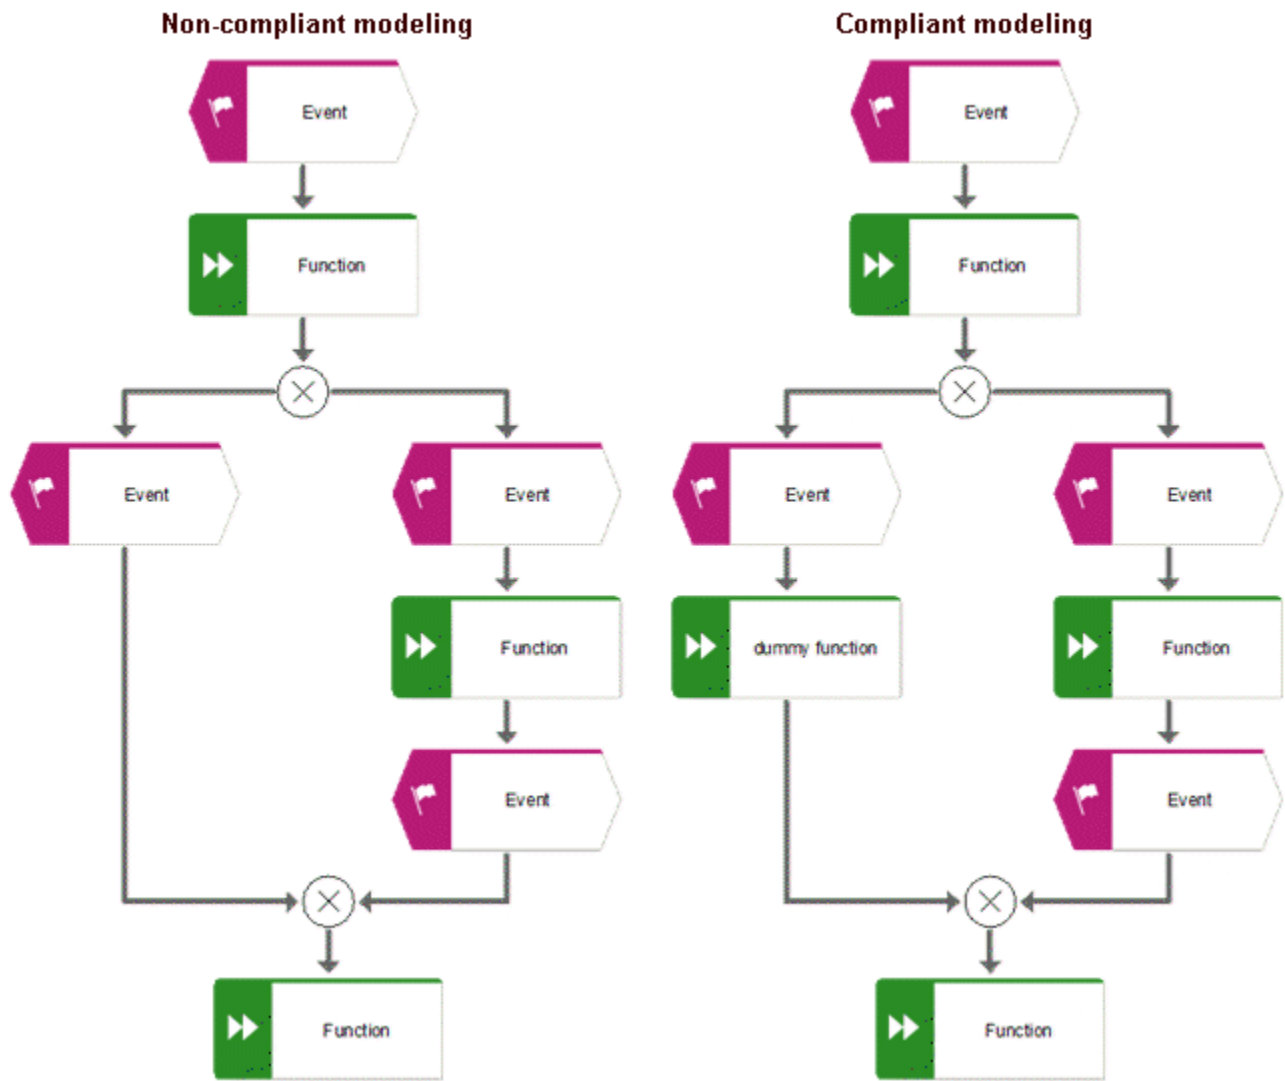 Non-compliant modeling
Compliant modeling
Event
Event
Function
Function
Event
Event
Event
Event
Function
dummy function
Function
Event
Event
Function
Function